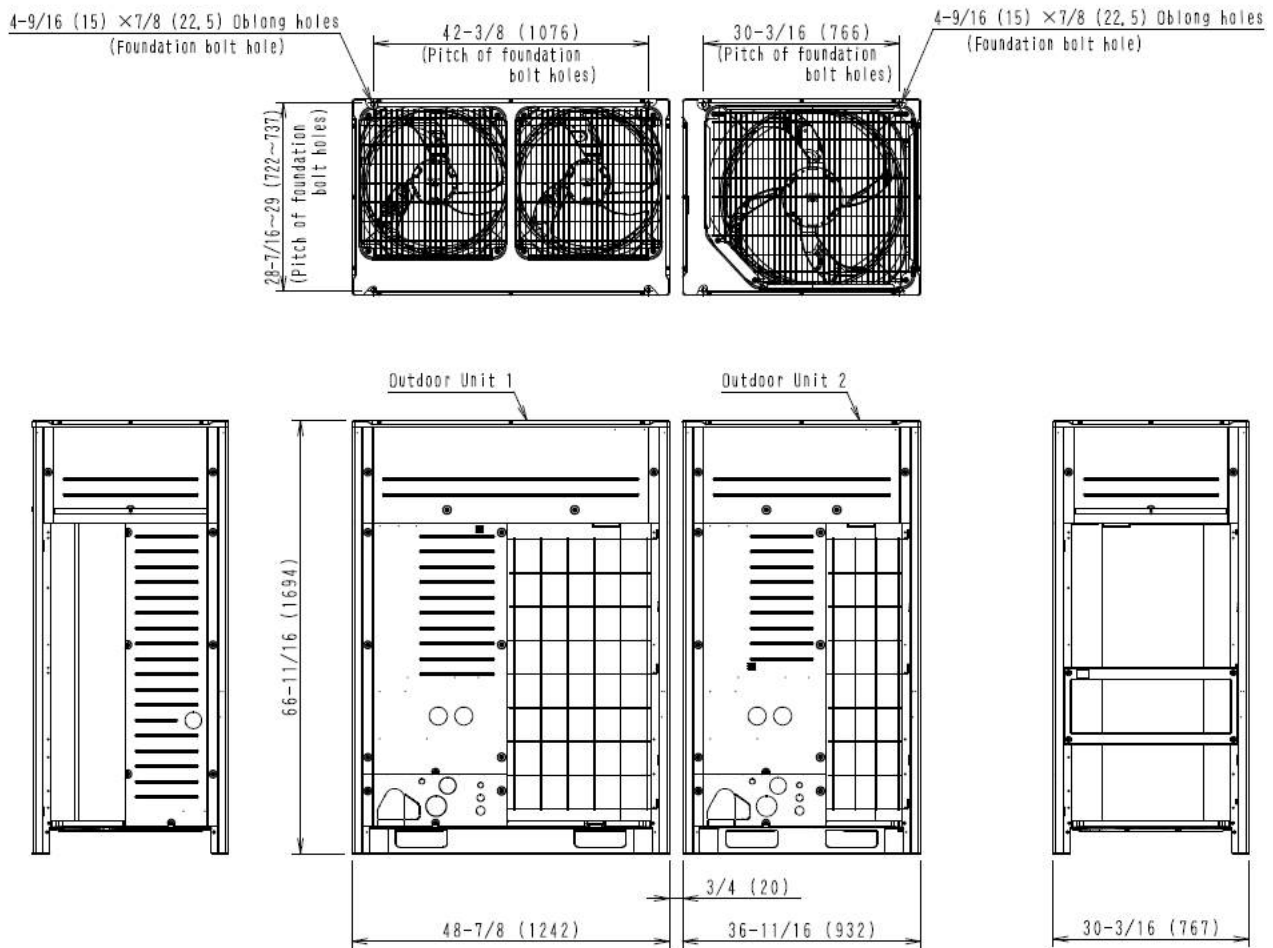 4-9/16 (15) ×7/8 (22,5) Oblong holes
(Foundation bolt hole)
42-3/8 (1076)
(Pitch of foundation
bolt holes)
30-3/16 (766)
(Pitch of foundation
bolt holes)
4-9/16 (15) ×7/8 (22,5) Oblong holes
(Foundation bolt hole)
28-7/16~29 (722~737)
(Pitch of foundation
bolt holes)
Outdoor Unit 1
Outdoor Unit 2
66-11/16 (1694)
3/4 (20)
48-7/8 (1242)
36-11/16 (932)
30-3/16 (767)